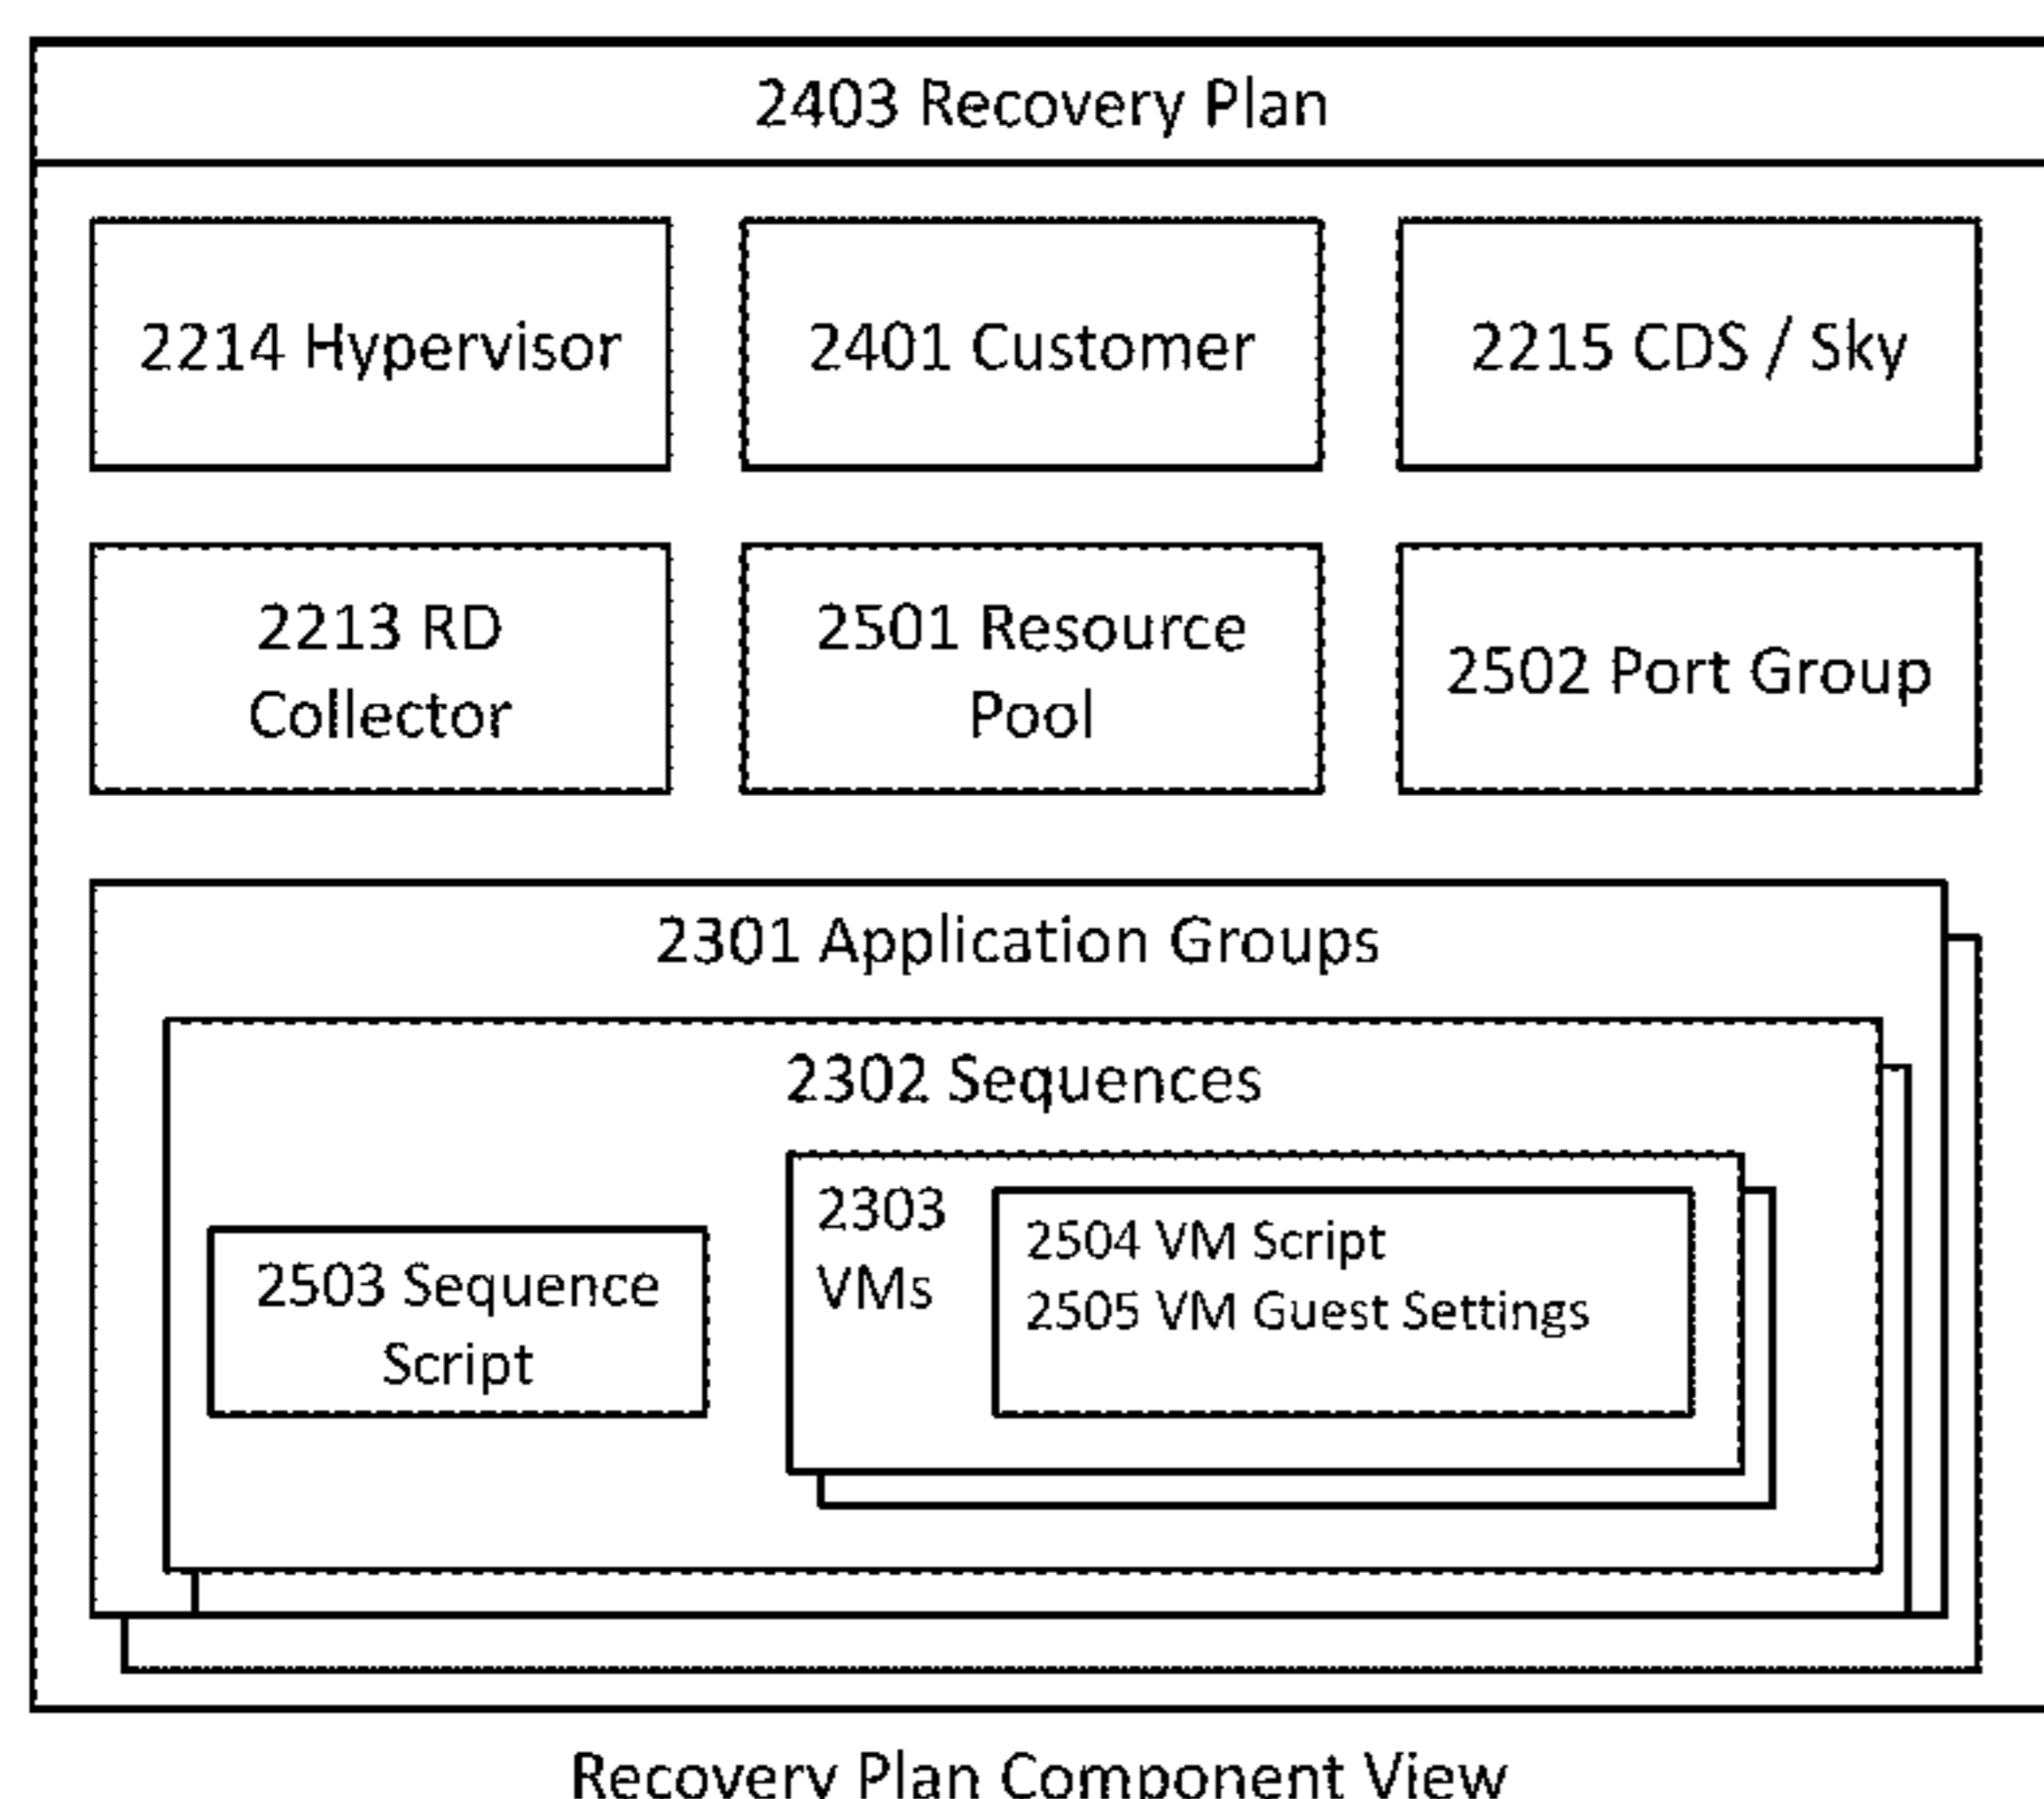 2403 Recovery Plan
2214 Hypervisor
2401 Customer
2215 CDS / Sky
2213 RD
Collector
2501 Resource
Pool
2502 Port Group
2301 Application Groups
2302 Sequences
2503 Sequence
Script
2303
VMs
2504 VM Script
2505 VM Guest Settings
Recovery Plan Component View